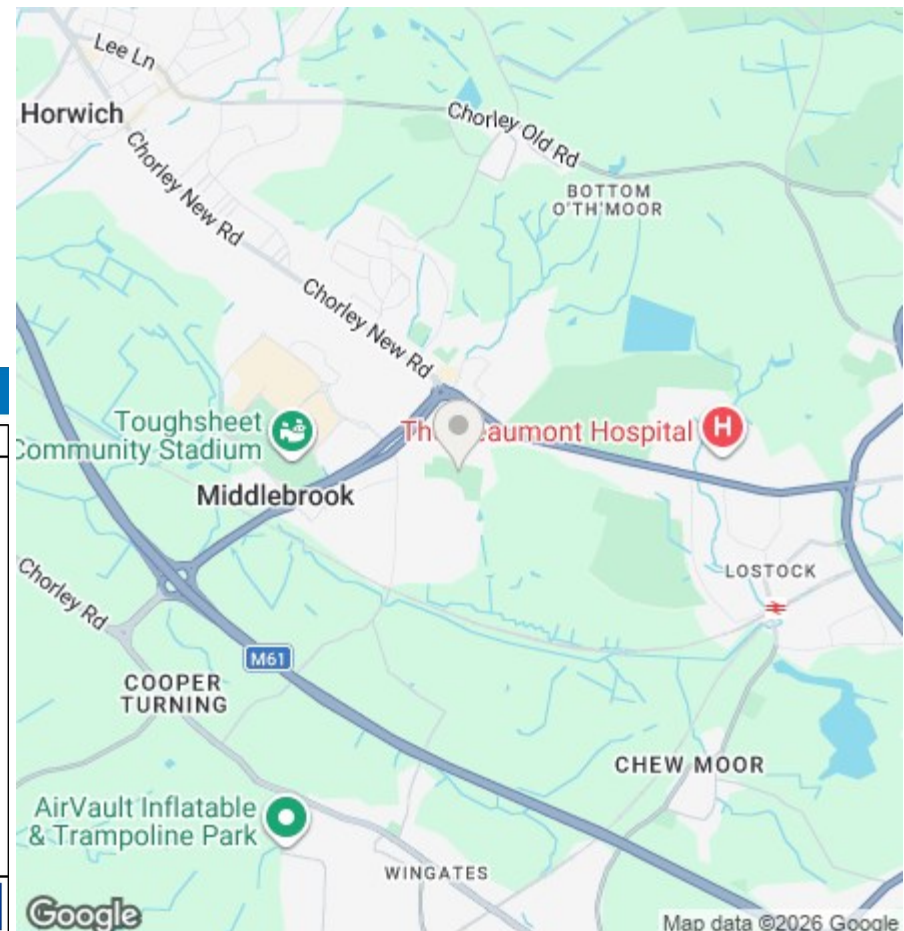 Lee Ln
Horwich
Chorley Old Rd
Chorley New Rd
BOTTOM
O'TH'MOOR
Chorley New Rd
Toughsheet
Community Stadium
Beaumont Hospital
H
Middlebrook
LOSTOCK
Chorley Rd
M61
COOPER
TURNING
CHEW MOOR
AirVault Inflatable
& Trampoline Park
WINGATES
Google
Map data ©2026 Google